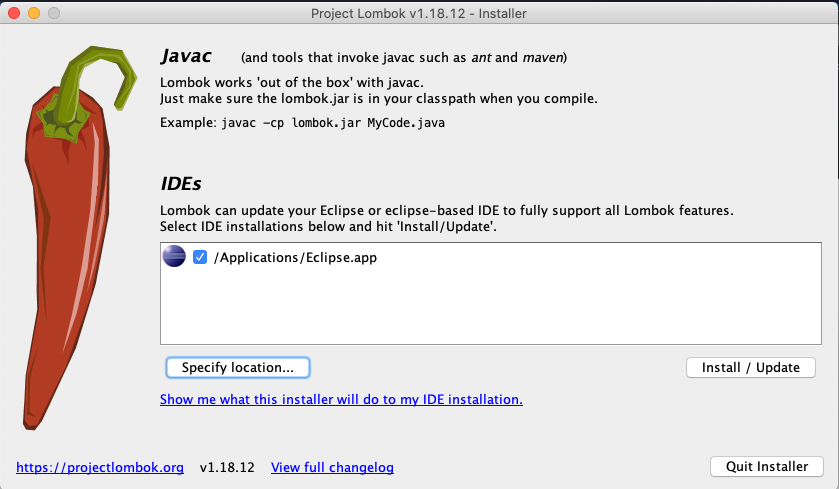 Project Lombok v1.18.12 - Installer
Javac (and tools that invoke javac such as ant and maven)
Lombok works 'out of the box' with javac.
Just make sure the lombok.jar is in your classpath when you compile.
Example: javac -cp lombok.jar MyCode.java
IDEs
Lombok can update your Eclipse or eclipse-based IDE to fully support all Lombok features.
Select IDE installations below and hit 'Install/Update'.
/Applications/Eclipse.app
Specify location... Install / Update
Show me what this installer will do to my IDE installation.
https://projectlombok.org v1.18.12 View full changelog Quit Installer